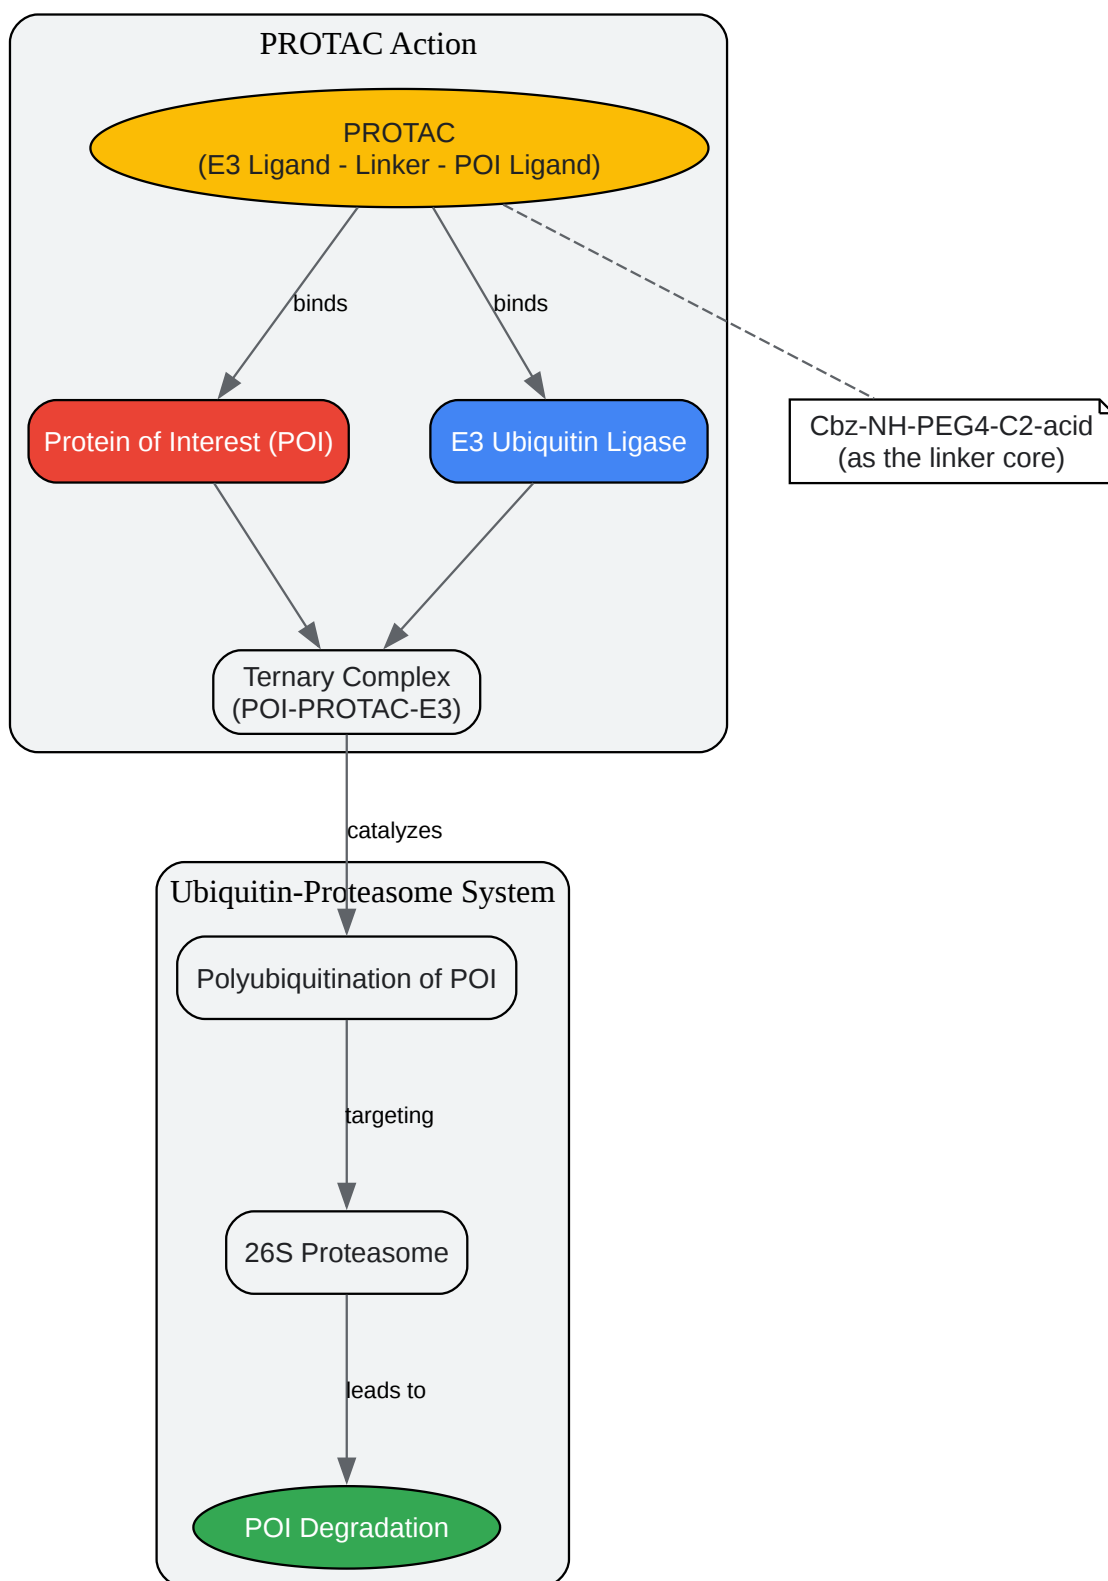 PROTAC Action
PROTAC
(E3 Ligand - Linker - POI Ligand)
binds
binds
Protein of Interest (POI)
E3 Ubiquitin Ligase
Cbz-NH-PEG4-C2-acid
(as the linker core)
Ternary Complex
(POI-PROTAC-E3)
catalyzes
Ubiquitin-Proteasome System
Polyubiquitination of POI
targeting
26S Proteasome
leads to
POI Degradation